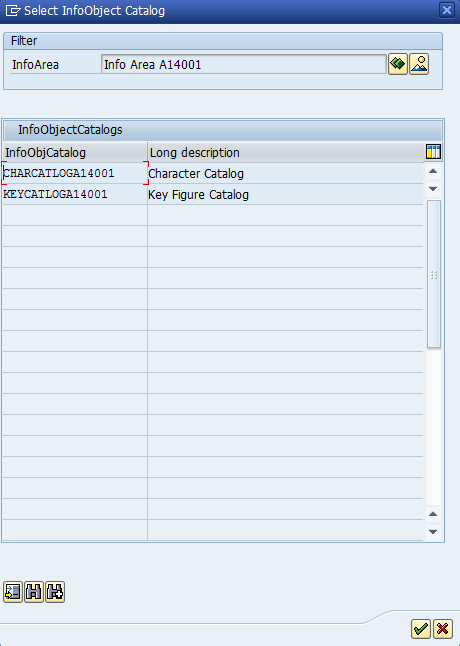 Select InfoObject Catalog
Filter
InfoArea Info Area A14001
InfoObjectCatalogs
InfoObjCatalog Long description
CHARCATLOGA14001 Character Catalog
KEYCATLOGA14001 Key Figure Catalog